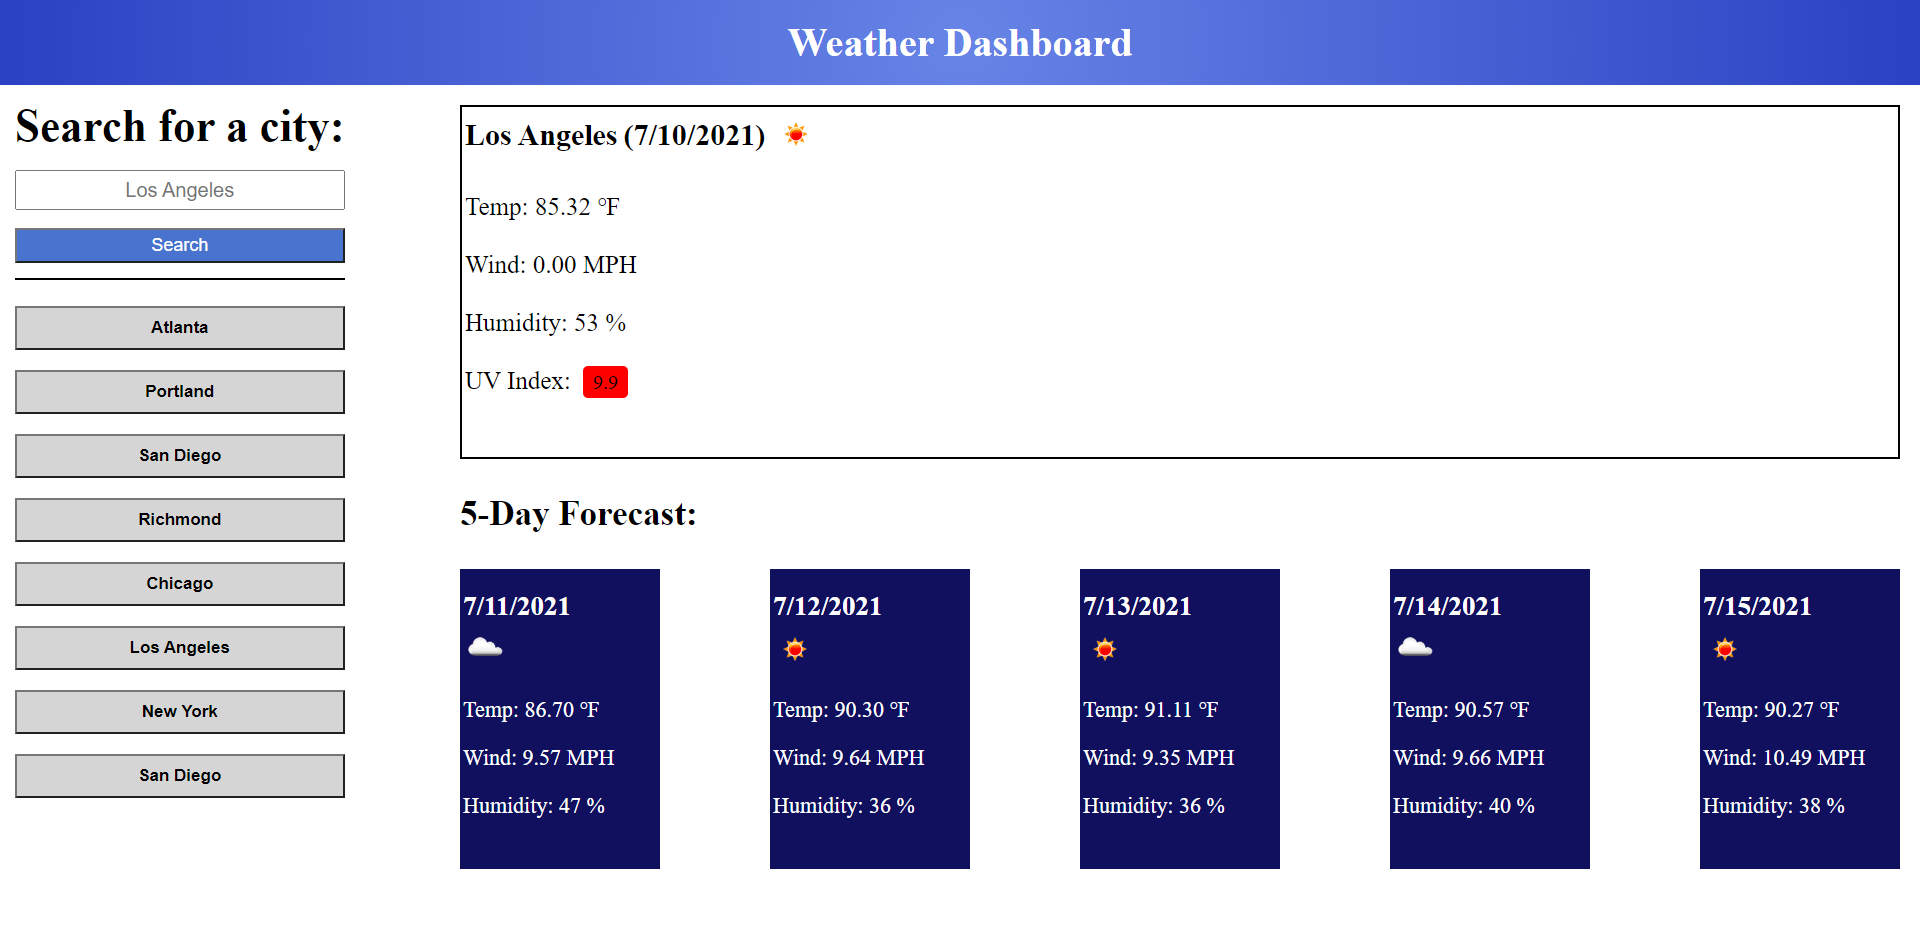 Weather Dashboard
Search for a city:
Los Angeles
Search
Atlanta
Portland
San Diego
Richmond
Chicago
Los Angeles
New York
San Diego
Los Angeles (7/10/2021)
Temp: 85.32 °F
Wind: 0.00 MPH
Humidity: 53 %
UV Index: 9.9
5-Day Forecast:
7/11/2021
Temp: 86.70 °F
Wind: 9.57 MPH
Humidity: 47 %
7/12/2021
Temp: 90.30 °F
Wind: 9.64 MPH
Humidity: 36 %
7/13/2021
Temp: 91.11 °F
Wind: 9.35 MPH
Humidity: 36 %
7/14/2021
Temp: 90.57 °F
Wind: 9.66 MPH
Humidity: 40 %
7/15/2021
Temp: 90.27 °F
Wind: 10.49 MPH
Humidity: 38 %